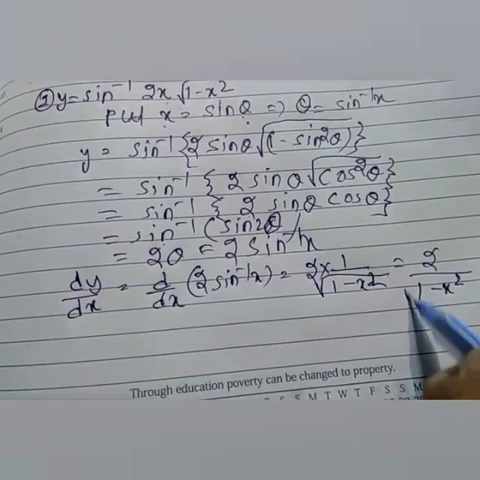 ① y = sin⁻¹ 2x √1-x²
put x = sinθ ⇒ θ = sin⁻¹x
y = sin⁻¹ {2 sinθ √(1-sin²θ)}
= sin⁻¹ {2 sinθ √cos²θ}
= sin⁻¹ {2 sinθ cosθ}
= sin⁻¹ (sin2θ)
= 2θ = 2 sin⁻¹x
dy/dx = d/dx (2 sin⁻¹x) = 2 × 1/√1-x² = 2/√1-x²
Through education poverty can be changed to property.
S M T W T F S S M